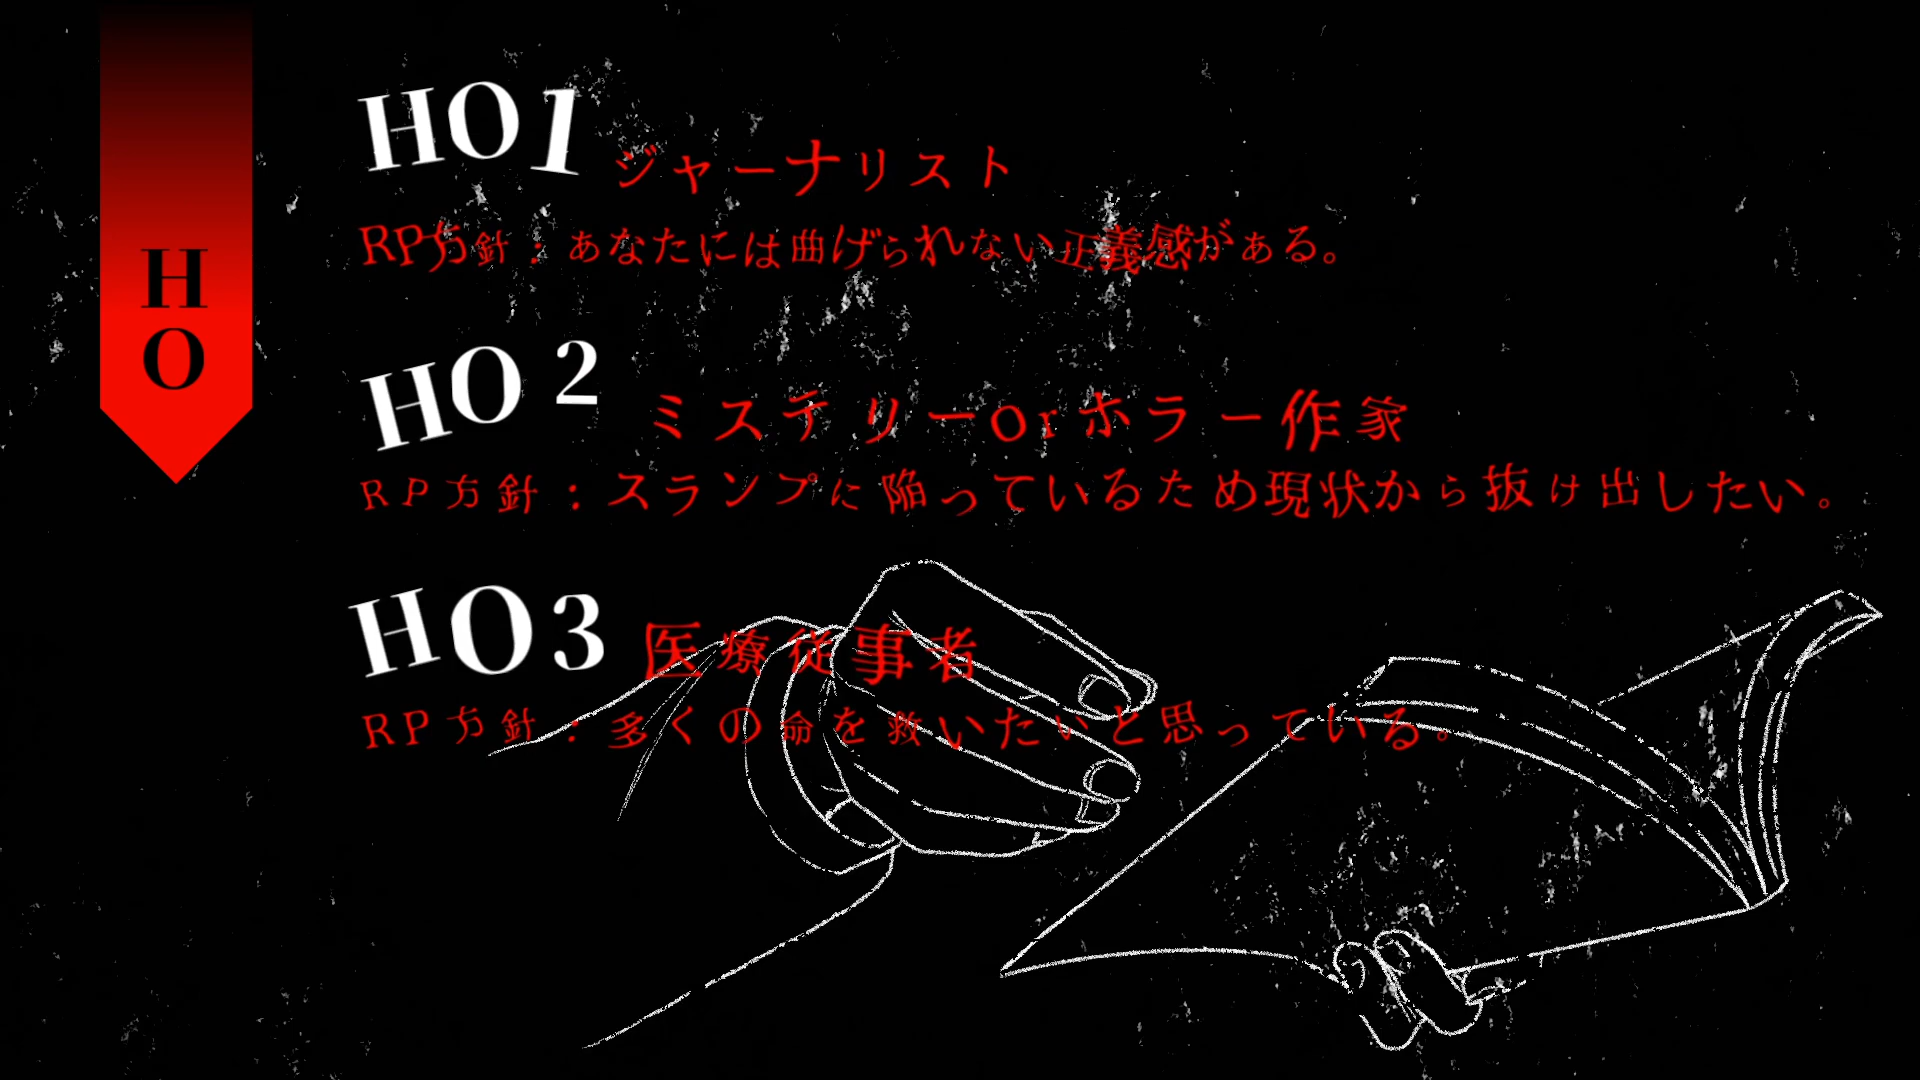 HO
HO1 ジャーナリスト
RP方針：あなたには曲げられない正義感がある。
HO2 ミステリーorホラー作家
RP方針：スランプに陥っているため現状から抜け出したい。
HO3 医療従事者
RP方針：多くの命を救いたいと思っている。